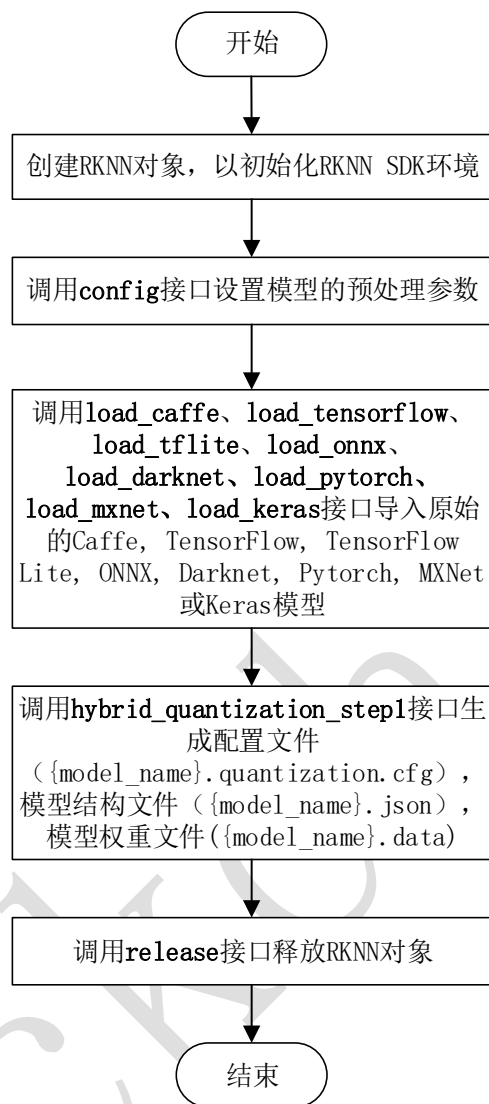 开始
创建RKNN对象，以初始化RKNN SDK环境
调用config接口设置模型的预处理参数
调用load_caffe、load_tensorflow、
load_tflite、load_onnx、
load_darknet、load_pytorch、
load_mxnet、load_keras接口导入原始
的Caffe, TensorFlow, TensorFlow
Lite, ONNX, Darknet, Pytorch, MXNet
或Keras模型
调用hybrid_quantization_step1接口生
成配置文件
（{model_name}.quantization.cfg），
模型结构文件（{model_name}.json），
模型权重文件({model_name}.data)
调用release接口释放RKNN对象
结束